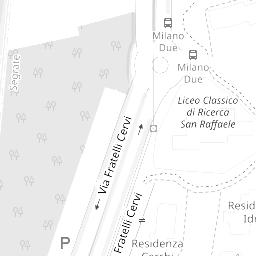 Segrate
Milano
Due
Milano
Due
Liceo Classico
di Ricerca
San Raffaele
Via Fratelli Cervi
Fratelli Cervi
P
Residenza
Resid